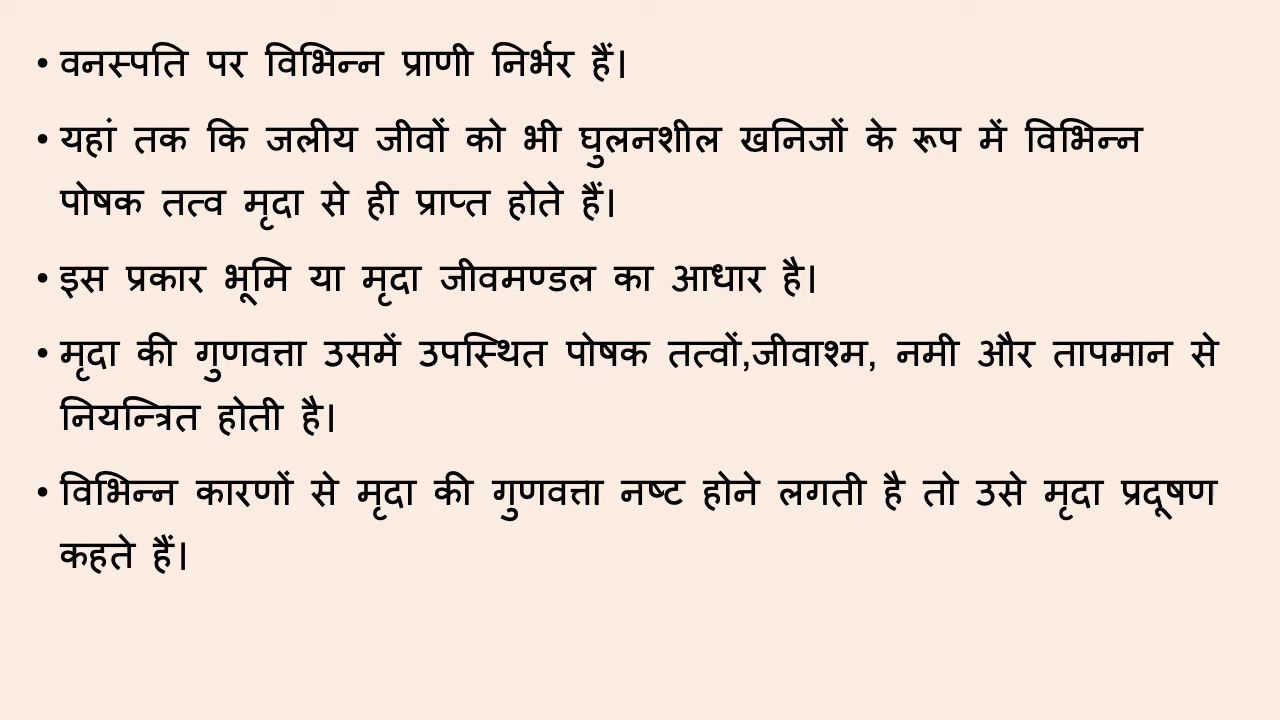 • वनस्पति पर विभिन्न प्राणी निर्भर हैं।
• यहां तक कि जलीय जीवों को भी घुलनशील खनिजों के रूप में विभिन्न
पोषक तत्व मृदा से ही प्राप्त होते हैं।
• इस प्रकार भूमि या मृदा जीवमण्डल का आधार है।
• मृदा की गुणवत्ता उसमें उपस्थित पोषक तत्वों,जीवाश्म, नमी और तापमान से
नियन्त्रित होती है।
• विभिन्न कारणों से मृदा की गुणवत्ता नष्ट होने लगती है तो उसे मृदा प्रदूषण
कहते हैं।